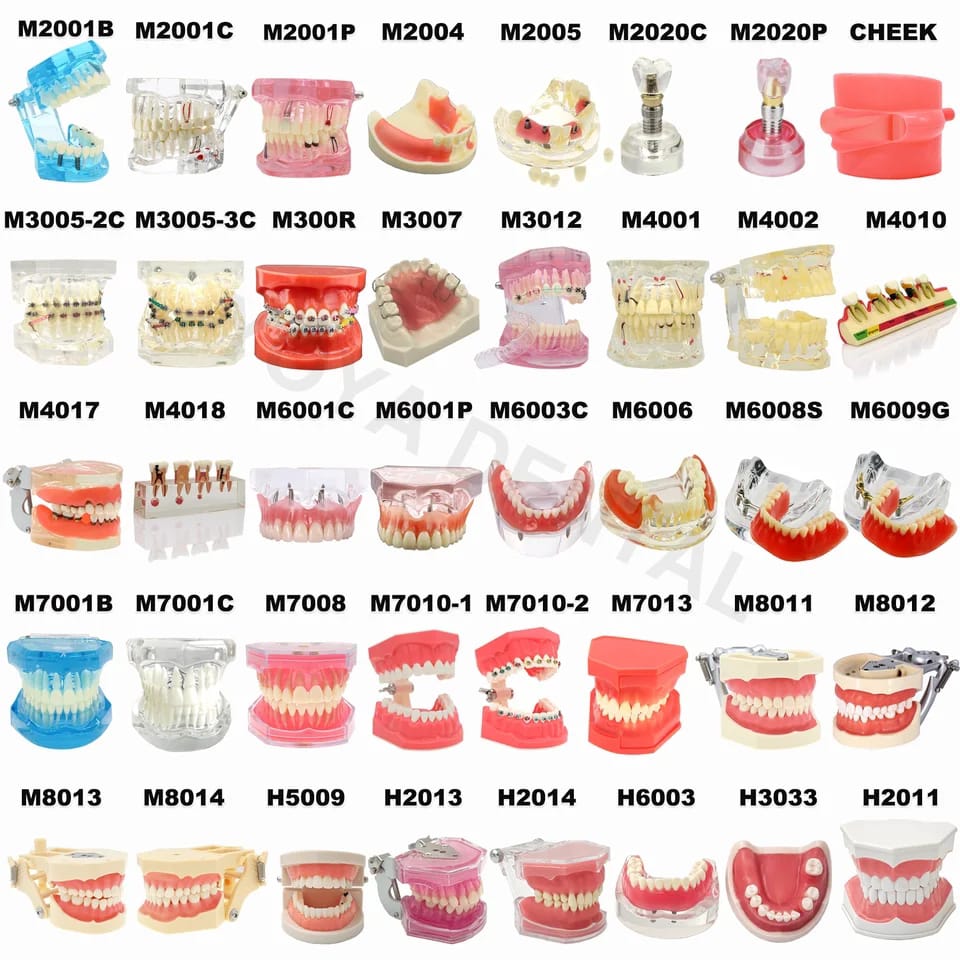 M2001B M2001C M2001P M2004 M2005 M2020C M2020P CHEEK
M3005-2C M3005-3C M300R M3007 M3012 M4001 M4002 M4010
M4017 M4018 M6001C M6001P M6003C M6006 M6008S M6009G
M7001B M7001C M7008 M7010-1 M7010-2 M7013 M8011 M8012
M8013 M8014 H5009 H2013 H2014 H6003 H3033 H2011
OYA DENTAL